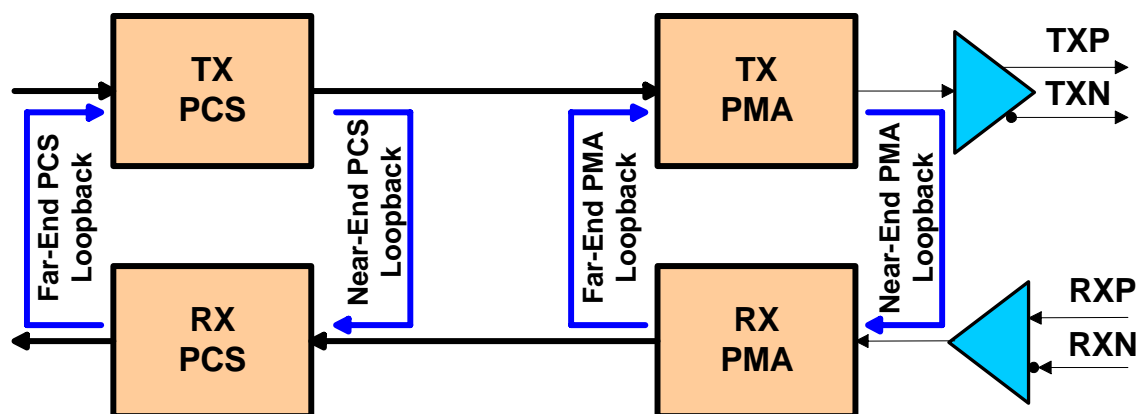 TX
PCS
TX
PMA
TXP
TXN
Far-End PCS
Loopback
Near-End PCS
Loopback
Far-End PMA
Loopback
Near-End PMA
Loopback
RX
PCS
RX
PMA
RXP
RXN